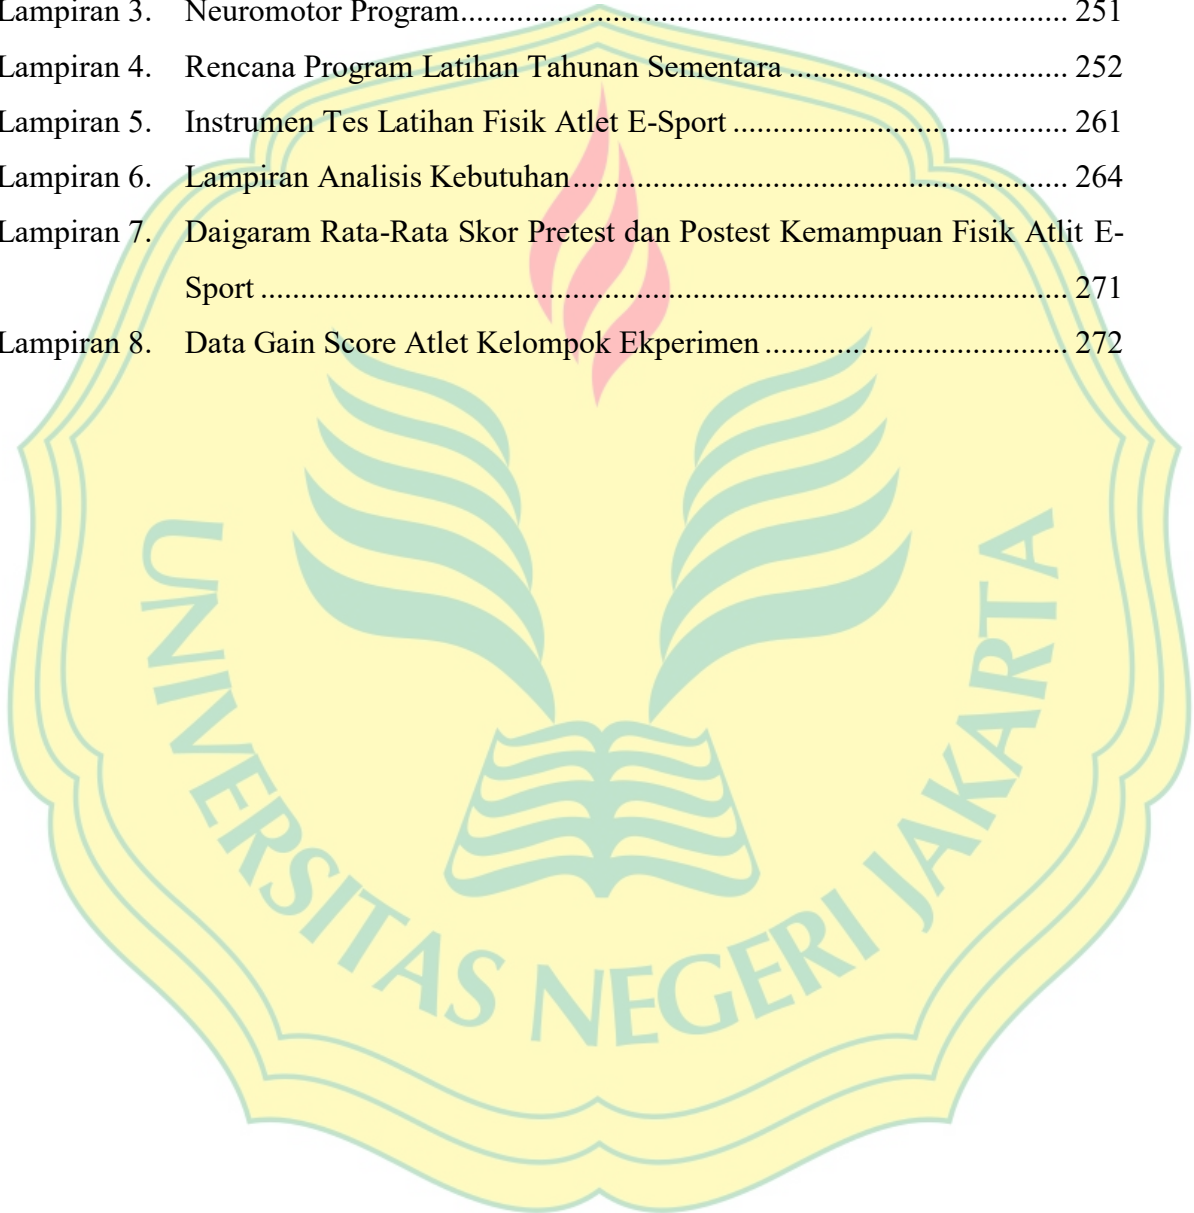 Lampiran 3. Neuromotor Program.......................................................................... 251
Lampiran 4. Rencana Program Latihan Tahunan Sementara .................................. 252
Lampiran 5. Instrumen Tes Latihan Fisik Atlet E-Sport ......................................... 261
Lampiran 6. Lampiran Analisis Kebutuhan............................................................. 264
Lampiran 7. Daigaram Rata-Rata Skor Pretest dan Postest Kemampuan Fisik Atlit E-
Sport .................................................................................................... 271
Lampiran 8. Data Gain Score Atlet Kelompok Ekperimen ..................................... 272
UNIVERSITAS NEGERI JAKARTA